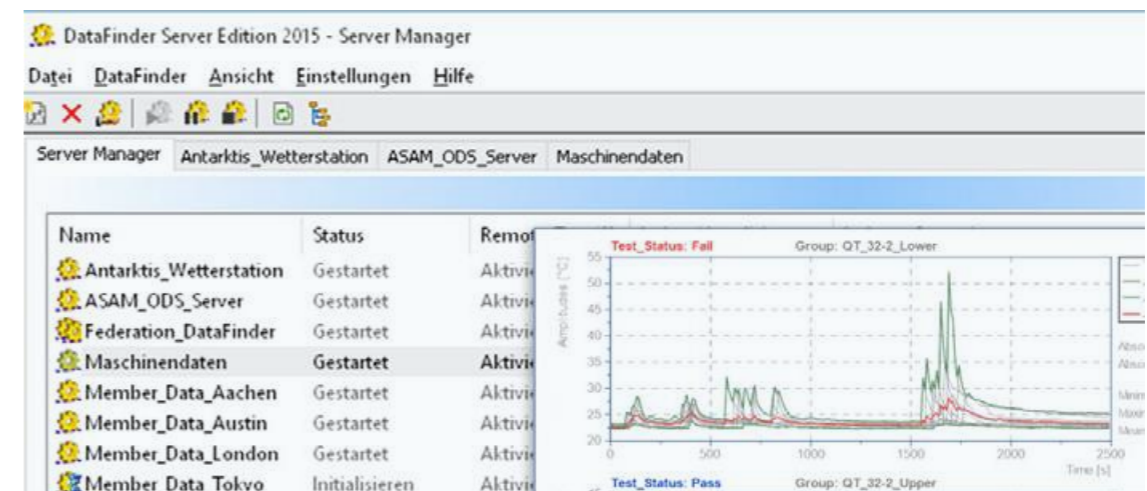 DataFinder Server Edition 2015 - Server Manager
Datei DataFinder Ansicht Einstellungen Hilfe
Server Manager Antarktis_Wetterstation ASAM_ODS_Server Maschinendaten
Name Status
Antarktis_Wetterstation Gestartet
ASAM_ODS_Server Gestartet
Federation_DataFinder Gestartet
Maschinendaten Gestartet
Member_Data_Aachen Gestartet
Member_Data_Austin Gestartet
Member_Data_London Gestartet
Member_Data_Tokyo Initialisieren
Test_Status: Fail Group: QT_32-2_Lower
Amplitudes [°C]
55
50
45
40
35
30
25
20
0 500 1000 1500 2000 2500
Time [s]
Test_Status: Pass Group: QT_32-2_Upper